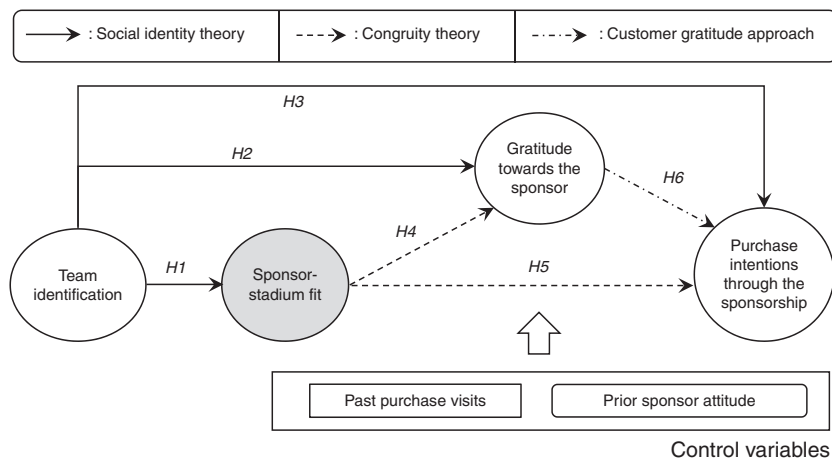 : Social identity theory
: Congruity theory
: Customer gratitude approach
H3
H2
Gratitude
towards the
sponsor
H6
H4
H1
H5
Team
identification
Sponsor-
stadium fit
Purchase
intentions
through the
sponsorship
Past purchase visits
Prior sponsor attitude
Control variables